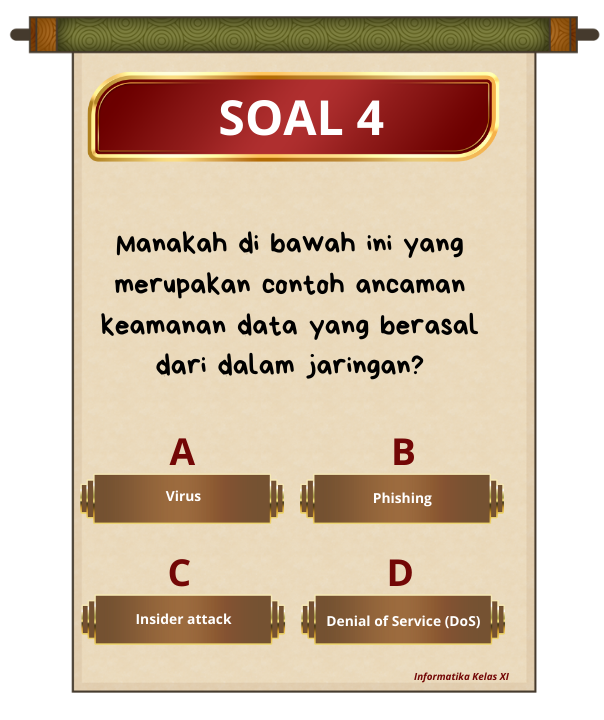 SOAL 4
Manakah di bawah ini yang
merupakan contoh ancaman
keamanan data yang berasal
dari dalam jaringan?
A
Virus
B
Phishing
C
Insider attack
D
Denial of Service (DoS)
Informatika Kelas XI